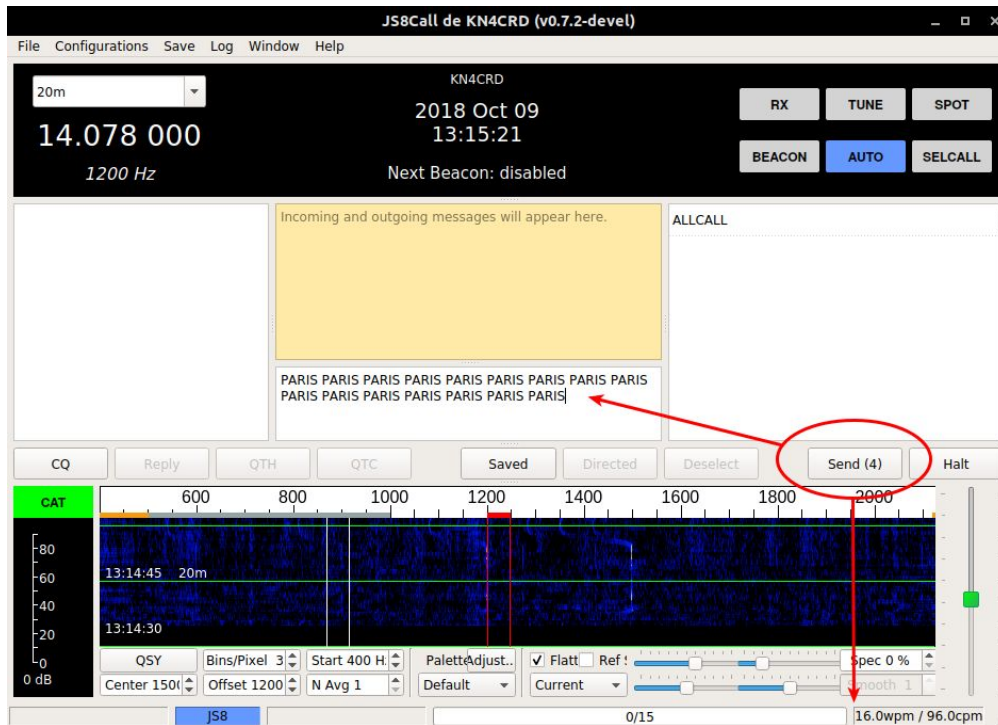 JS8Call de KN4CRD (v0.7.2-devel)
File Configurations Save Log Window Help
20m
14.078 000
1200 Hz
KN4CRD
2018 Oct 09
13:15:21
Next Beacon: disabled
RX TUNE SPOT
BEACON AUTO SELCALL
Incoming and outgoing messages will appear here.
ALLCALL
PARIS PARIS PARIS PARIS PARIS PARIS PARIS PARIS PARIS
PARIS PARIS PARIS PARIS PARIS PARIS PARIS
CQ Reply QTH QTC Saved Directed Deselect Send (4) Halt
CAT
600 800 1000 1200 1400 1600 1800 2000
80
60
40
20
0
0 dB
13:14:45 20m
13:14:30
QSY Bins/Pixel 3 Start 400 H Palette Adjust.. Flatt Ref Spec 0 %
Center 1500 Offset 1200 N Avg 1 Default Current Smooth 1
JS8 0/15 16.0wpm / 96.0cpm